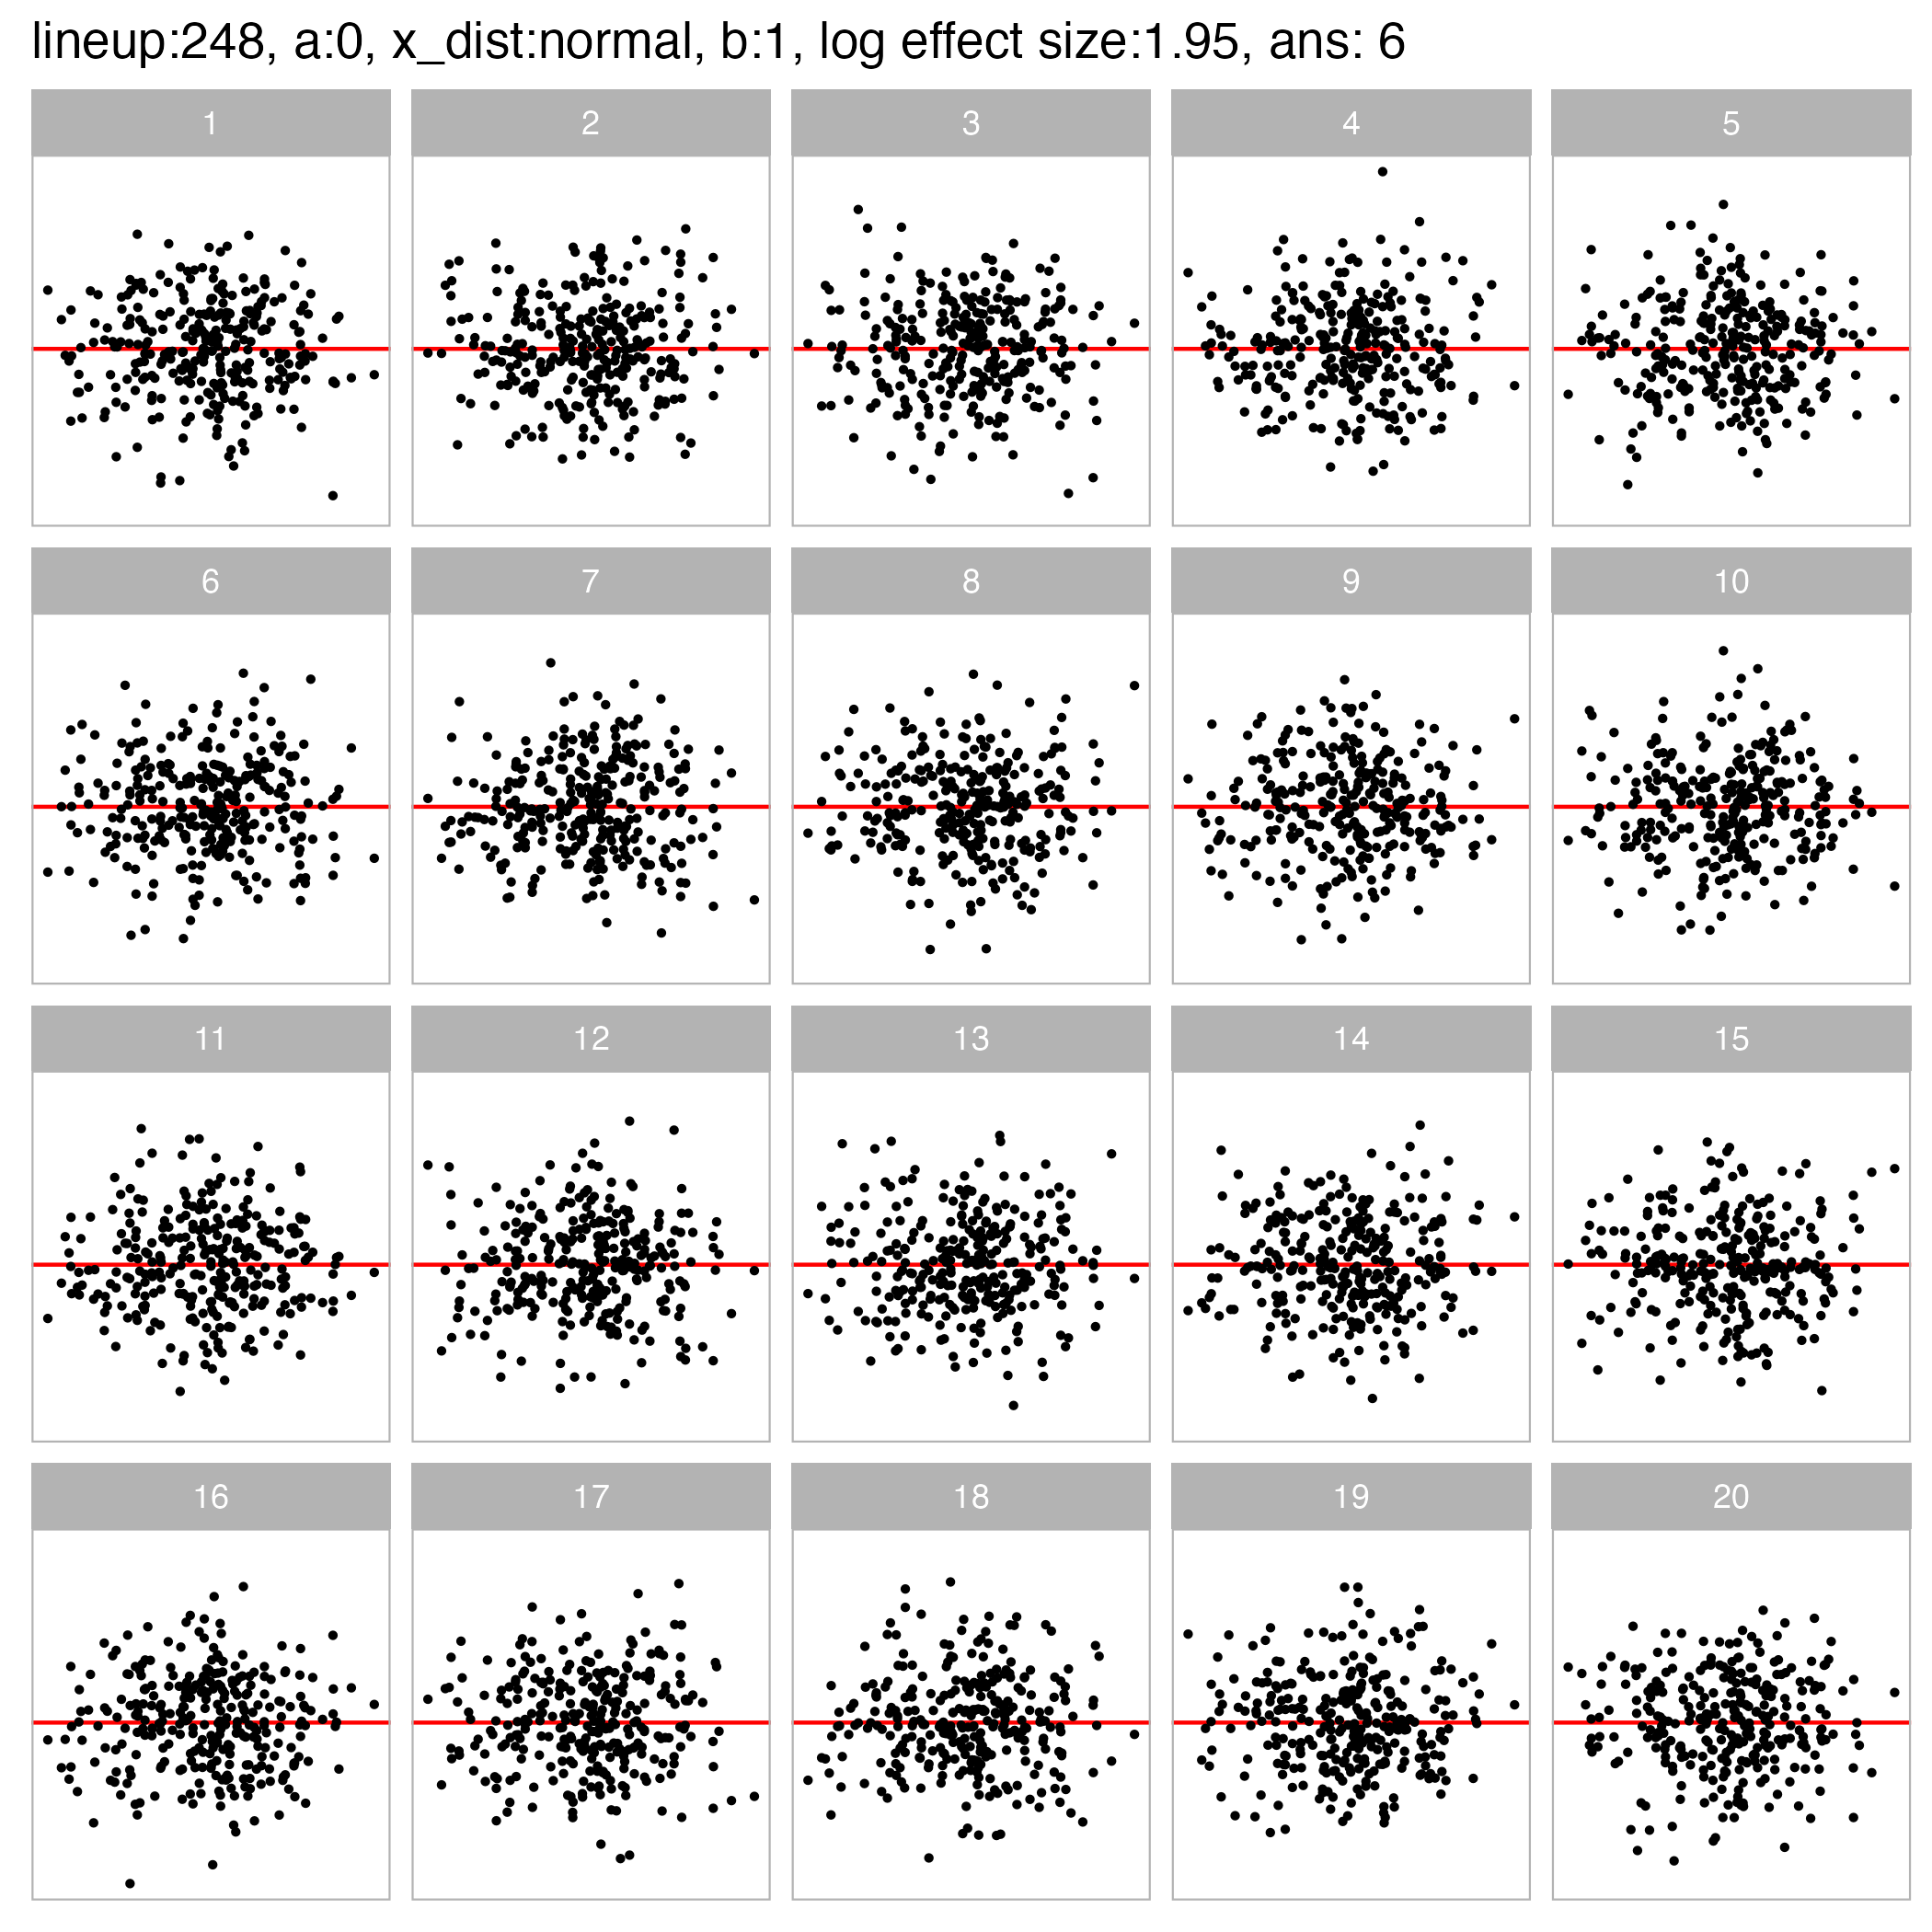 lineup:248, a:0, x_dist:normal, b:1, log effect size:1.95, ans: 6
1 2 3 4 5
6 7 8 9 10
11 12 13 14 15
16 17 18 19 20